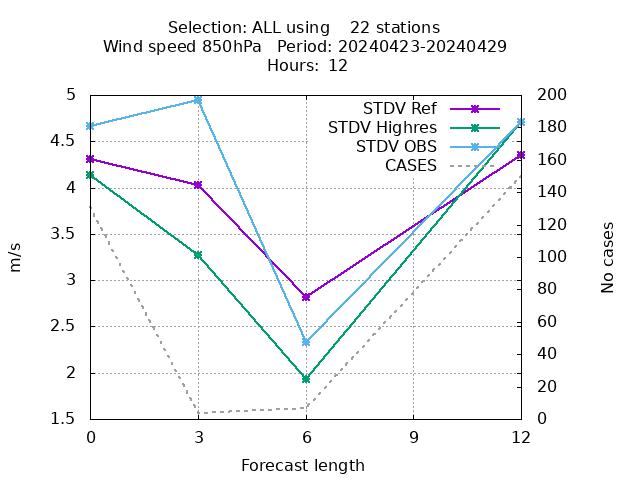 Selection: ALL using    22 stations
Wind speed 850hPa   Period: 20240423-20240429
Hours:  12
5
4.5
4
3.5
3
2.5
2
1.5
m/s
STDV Ref
STDV Highres
STDV OBS
CASES
200
180
160
140
120
100
80
60
40
20
0
No cases
0 3 6 9 12
Forecast length